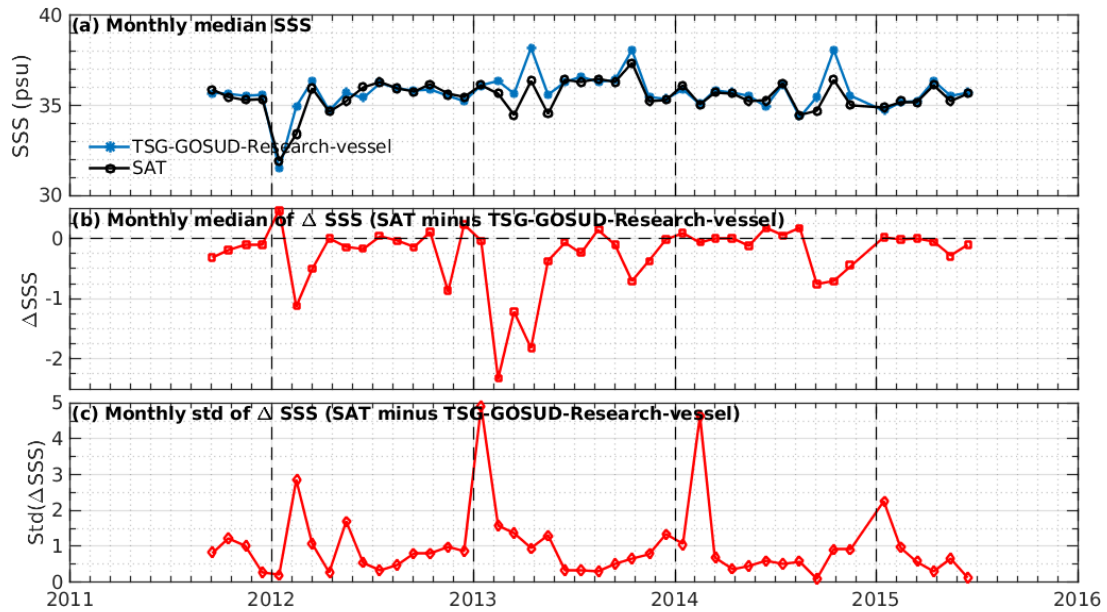 (a) Monthly median SSS
40
35
30
SSS (psu)
TSG-GOSUD-Research-vessel
SAT
(b) Monthly median of Δ SSS (SAT minus TSG-GOSUD-Research-vessel)
0
-1
-2
ΔSSS
(c) Monthly std of Δ SSS (SAT minus TSG-GOSUD-Research-vessel)
5
4
3
2
1
0
Std(ΔSSS)
2011 2012 2013 2014 2015 2016